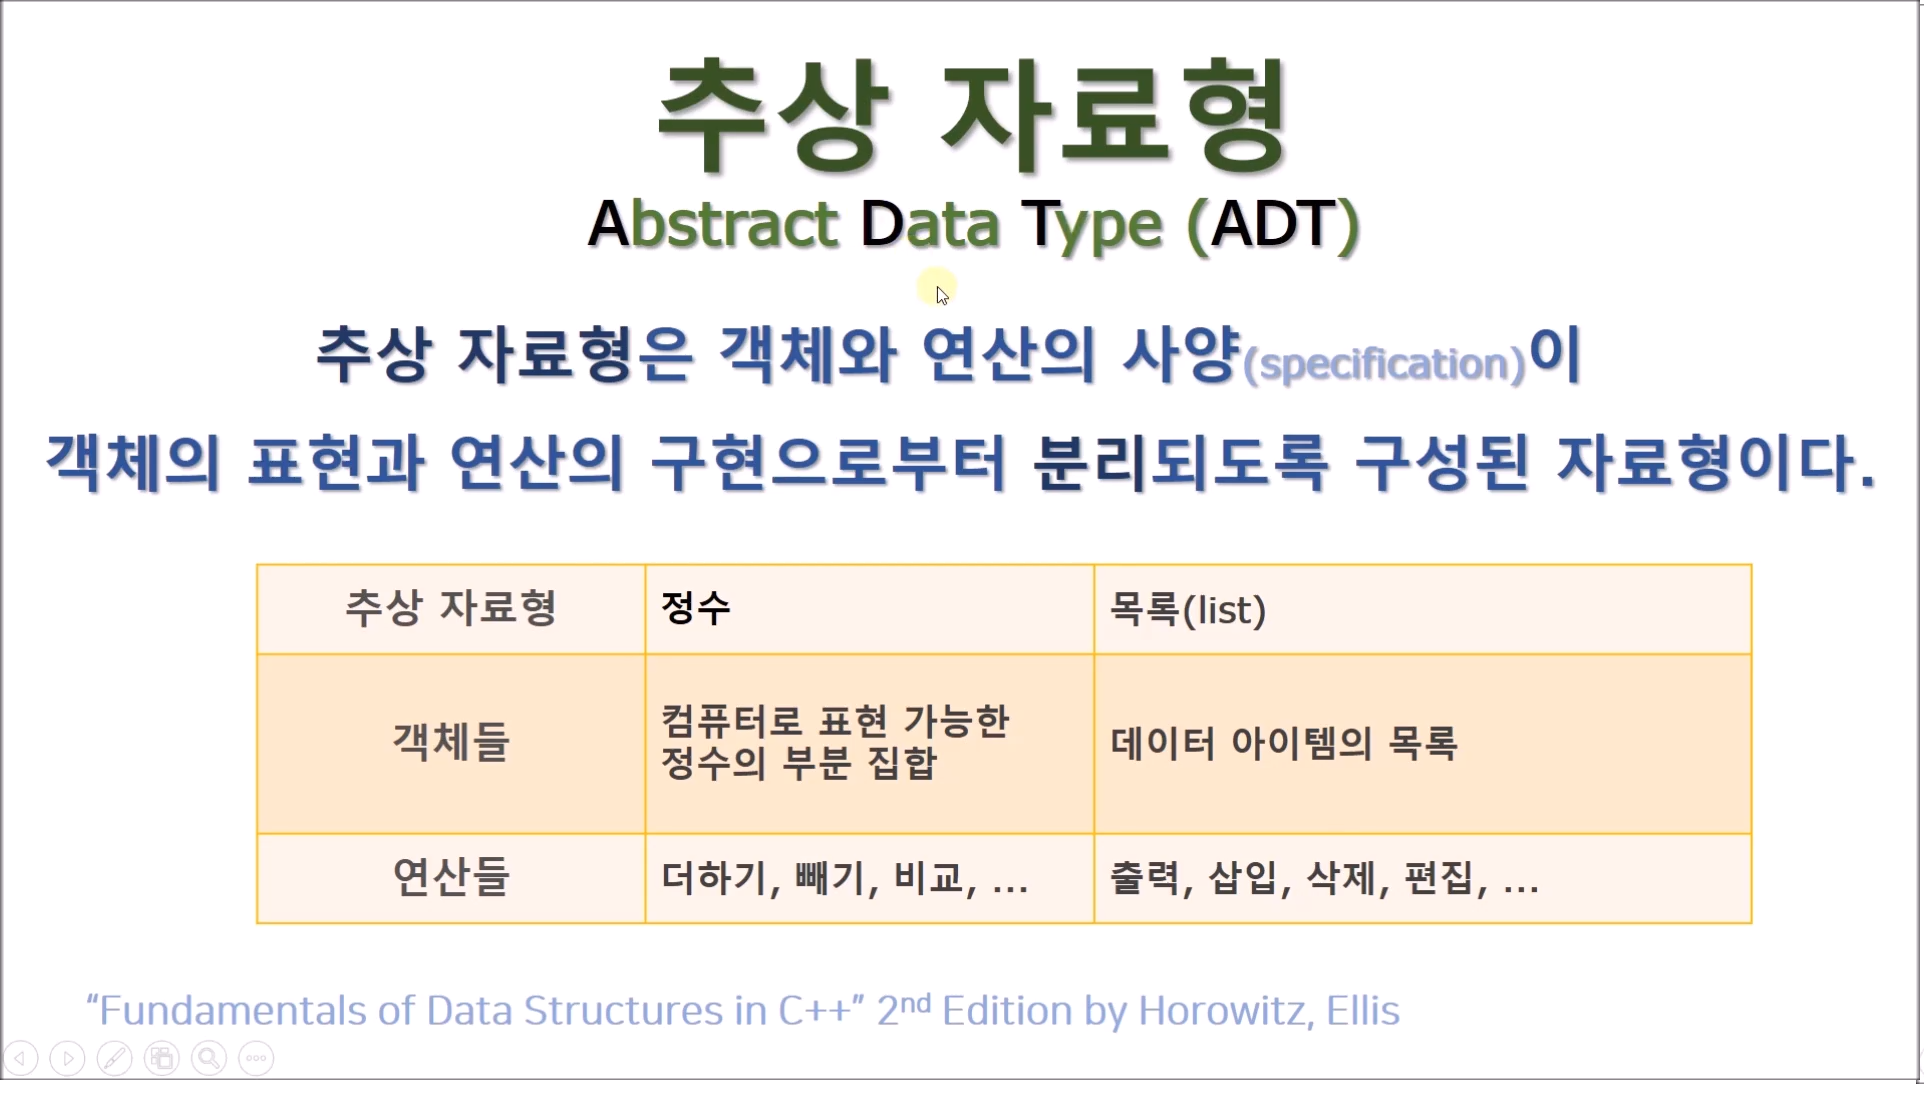 추상 자료형
Abstract Data Type (ADT)
추상 자료형은 객체와 연산의 사양(specification)이
객체의 표현과 연산의 구현으로부터 분리되도록 구성된 자료형이다.
추상 자료형 정수 목록(list)
객체들 컴퓨터로 표현 가능한 정수의 부분 집합 데이터 아이템의 목록
연산들 더하기, 빼기, 비교, ... 출력, 삽입, 삭제, 편집, ...
“Fundamentals of Data Structures in C++” 2nd Edition by Horowitz, Ellis